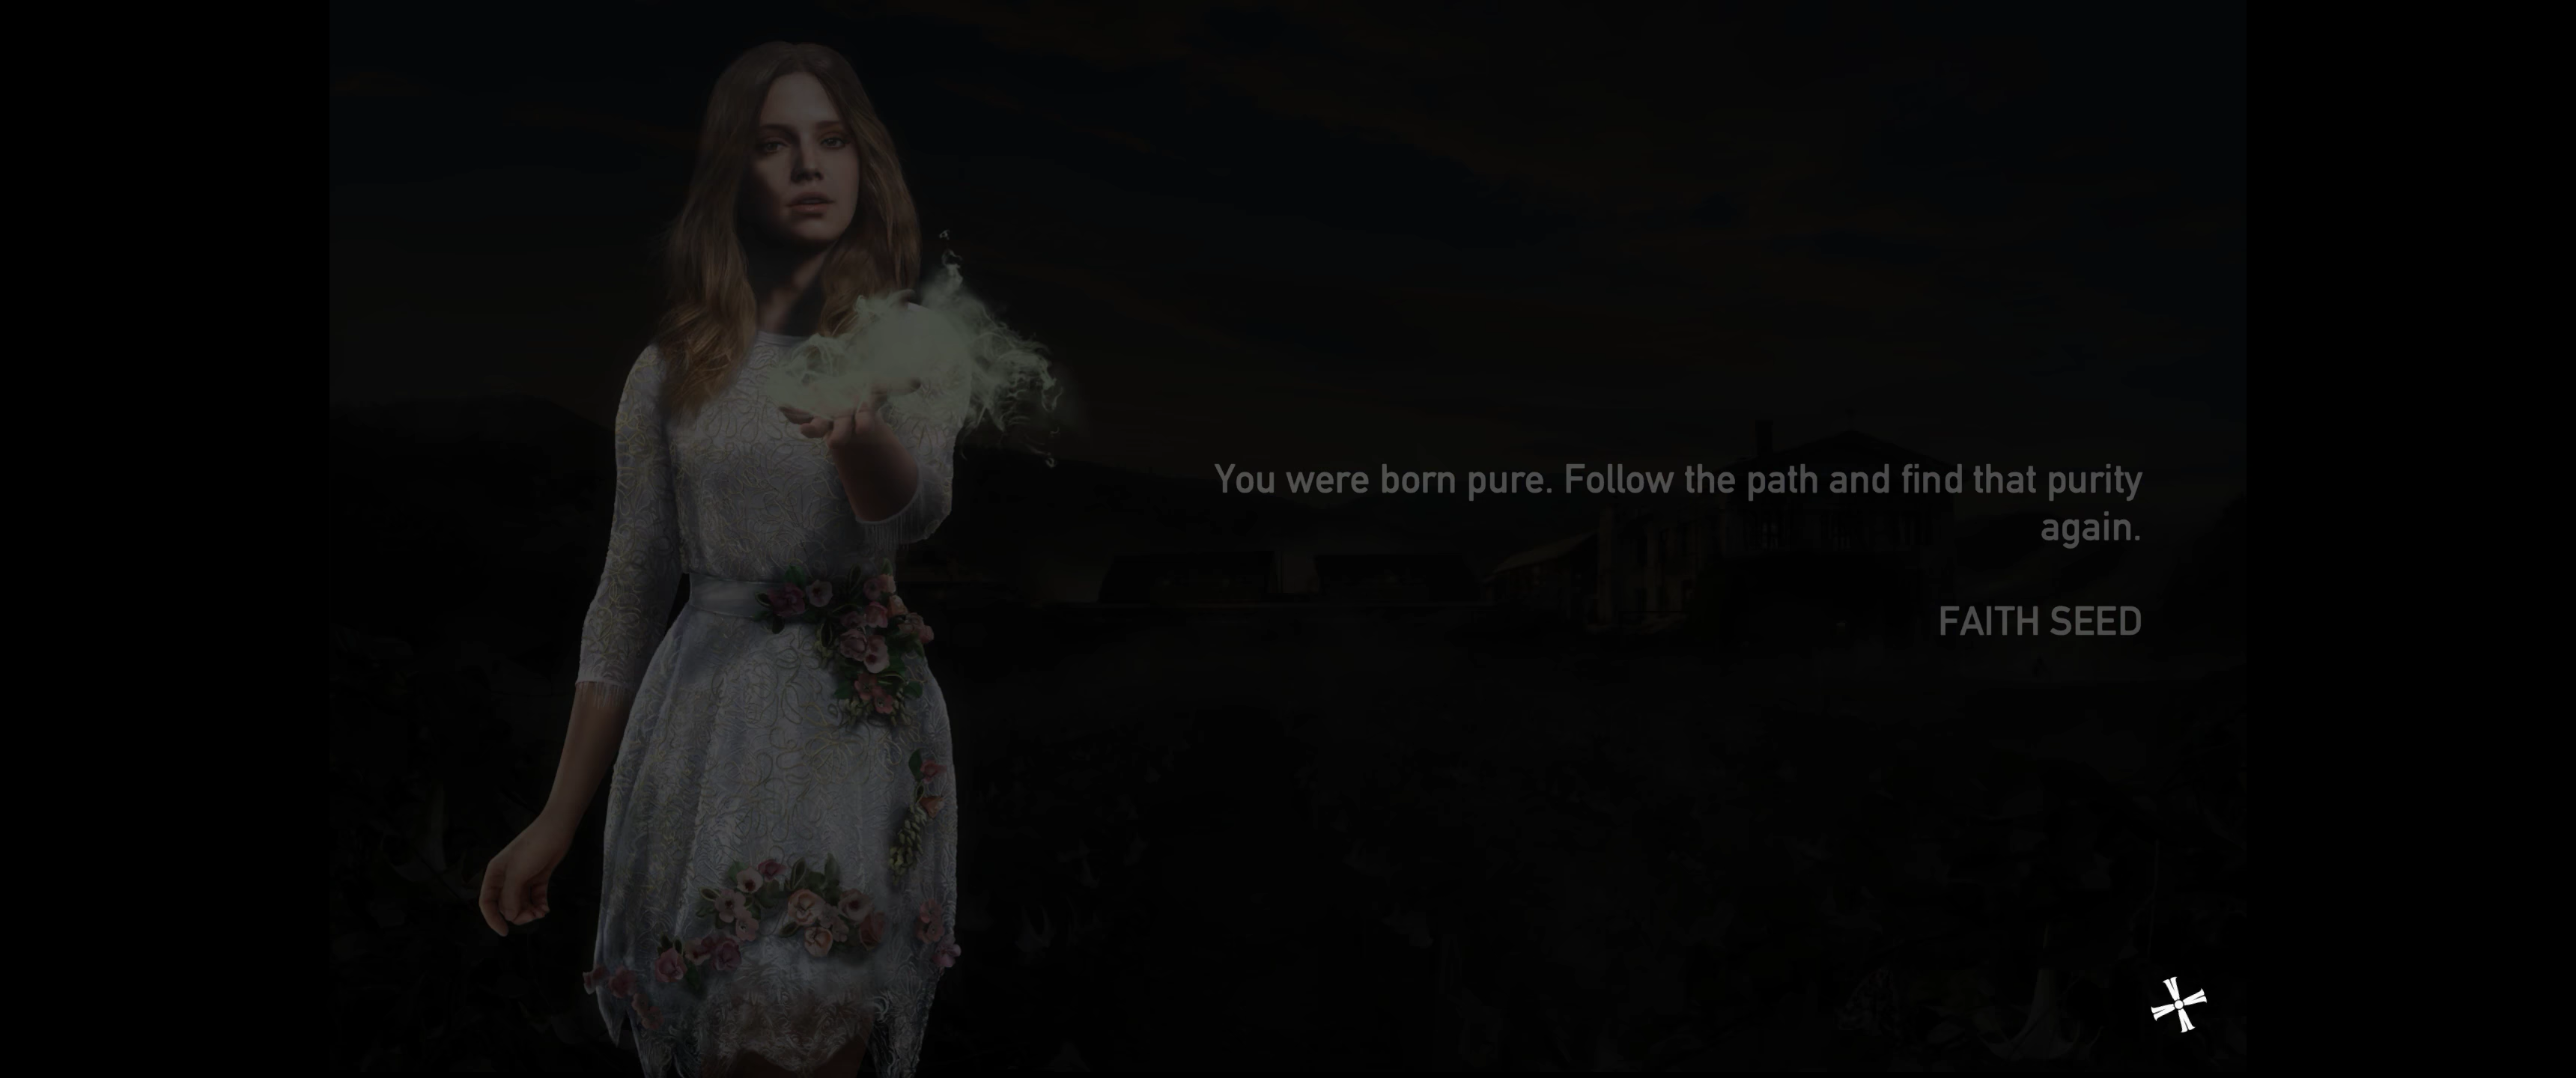 You were born pure. Follow the path and find that purity
again.
FAITH SEED